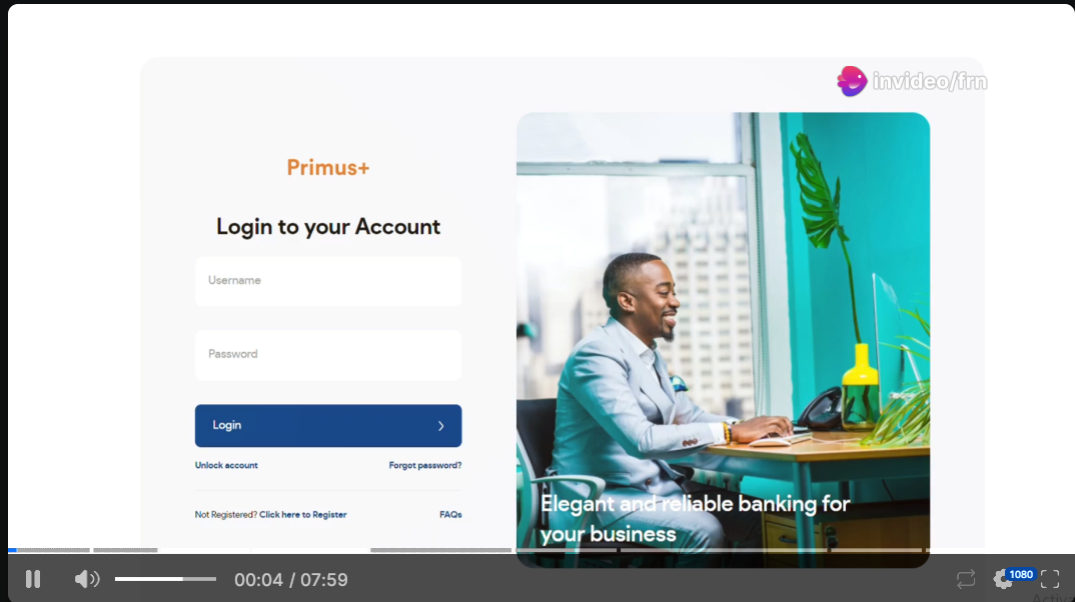 invideo/frn
Primus+
Login to your Account
Username
Password
Login
Unlock account Forgot password?
Not Registered? Click here to Register FAQs
Elegant and reliable banking for
your business
00:04 / 07:59
1080